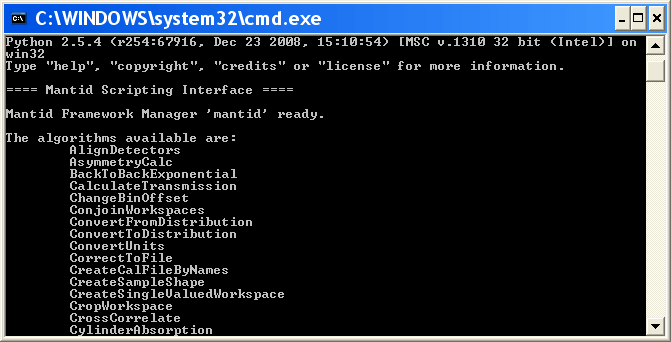 C:\WINDOWS\system32\cmd.exe
Python 2.5.4 (r254:67916, Dec 23 2008, 15:10:54) [MSC v.1310 32 bit (Intel)] on
win32
Type "help", "copyright", "credits" or "license" for more information.
==== Mantid Scripting Interface ====
Mantid Framework Manager 'mantid' ready.
The algorithms available are:
AlignDetectors
AsymmetryCalc
BackToBackExponential
CalculateTransmission
ChangeBinOffset
ConjoinWorkspaces
ConvertFromDistribution
ConvertToDistribution
ConvertUnits
CorrectToFile
CreateCalFileByNames
CreateSampleShape
CreateSingleValuedWorkspace
CropWorkspace
CrossCorrelate
CylinderAbsorption